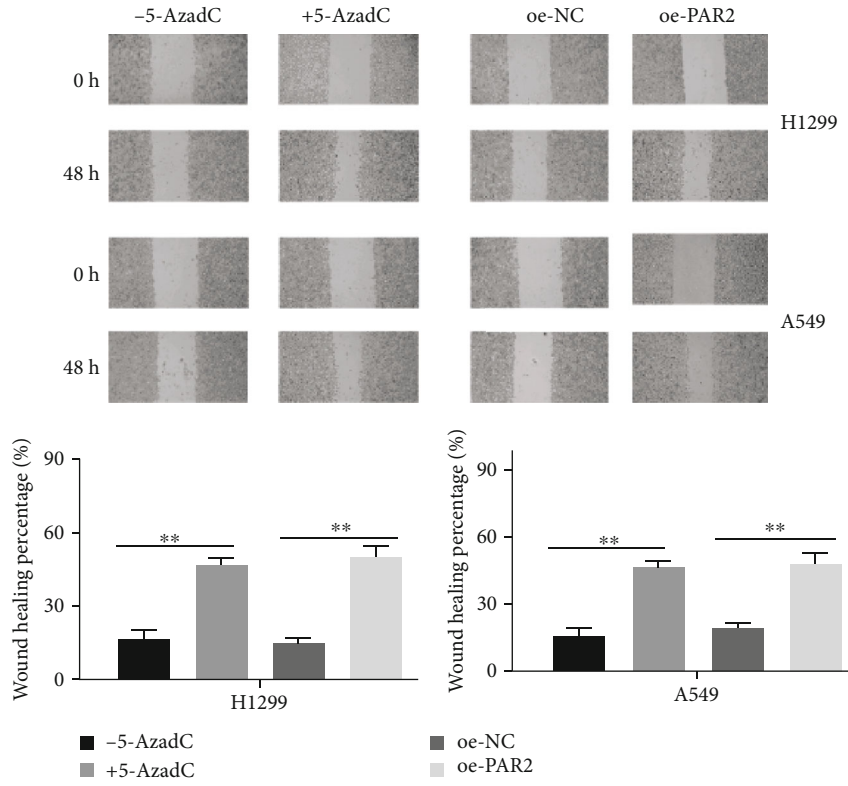 –5-AzadC +5-AzadC oe-NC oe-PAR2
0 h
H1299
48 h
0 h
A549
48 h
Wound healing percentage (%)
90
60
30
0
** **
H1299
Wound healing percentage (%)
90
60
30
0
** **
A549
–5-AzadC
+5-AzadC
oe-NC
oe-PAR2